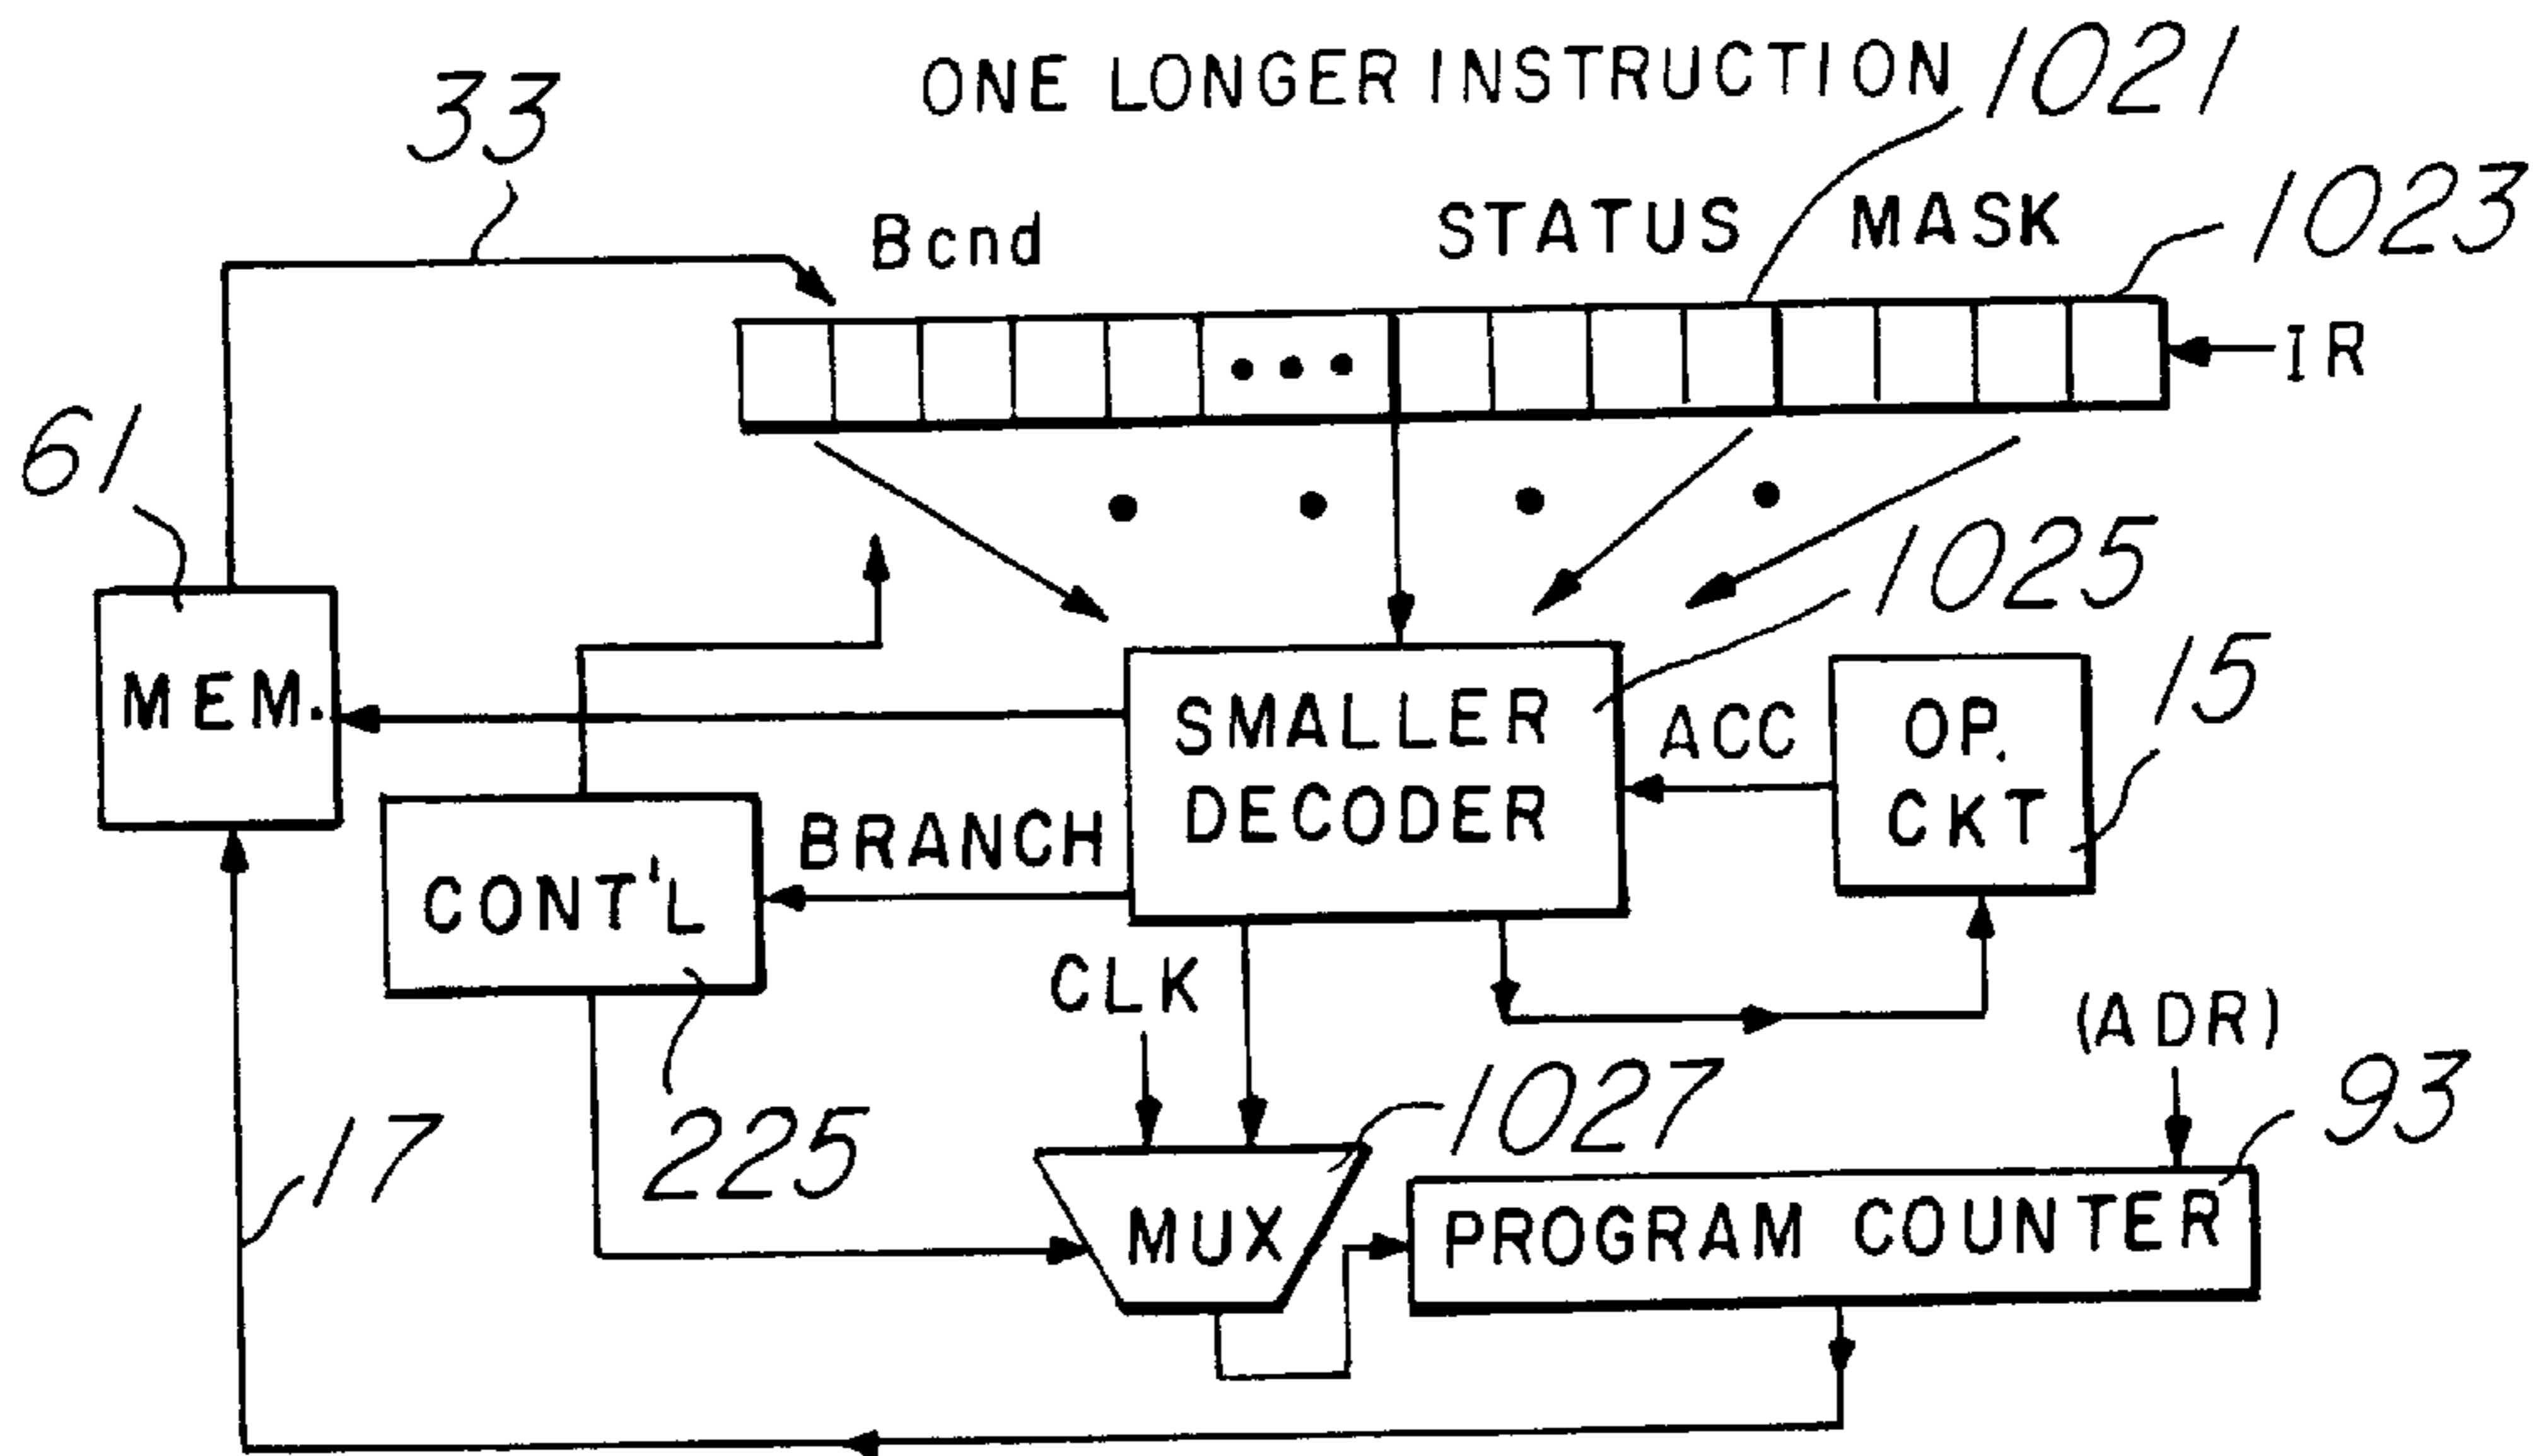 ONE LONGER INSTRUCTION
1021
33
Bcnd
STATUS MASK
1023
IR
61
1025
MEM.
SMALLER
DECODER
ACC
OP.
CKT
15
BRANCH
CONT'L
CLK
(ADR)
225
1027
93
17
MUX
PROGRAM COUNTER